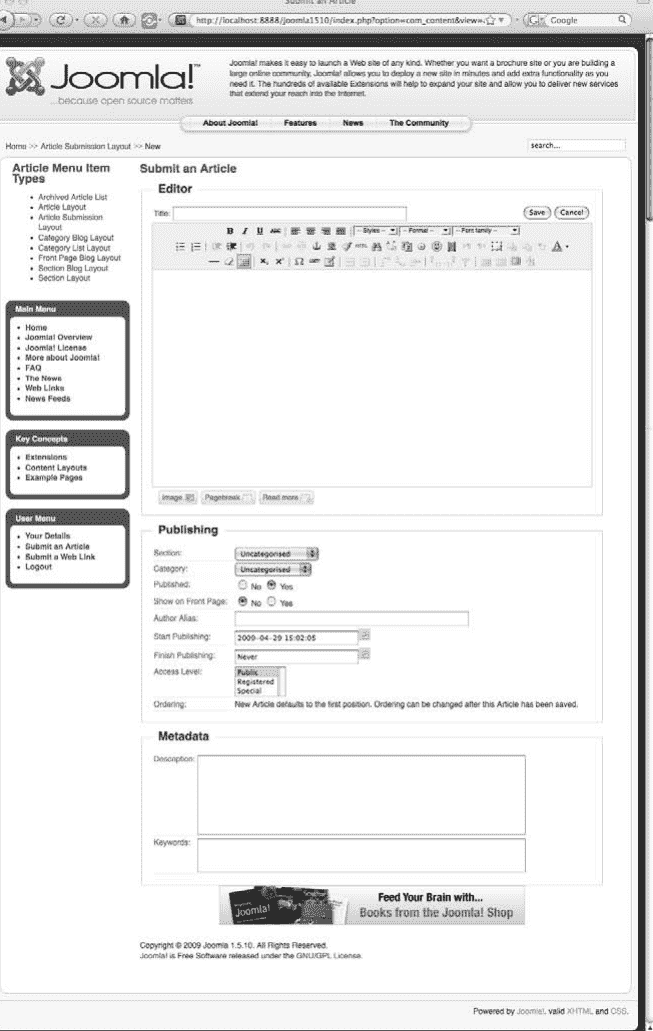 Submit an Article
http://localhost:8888/joomla1510/index.php?option=com_content&view=
Google
Joomla!™
...because open source matters
Joomla! makes it easy to launch a Web site of any kind. Whether you want a brochure site or you are building a
large online community, Joomla! allows you to deploy a new site in minutes and add extra functionality as you
need it. The hundreds of available Extensions will help to expand your site and allow you to deliver new services
that extend your reach into the Internet.
About Joomla! Features News The Community
Home >> Article Submission Layout >> New
search...
Article Menu Item
Types
Archived Article List
Article Layout
Article Submission
Layout
Category Blog Layout
Category List Layout
Front Page Blog Layout
Section Blog Layout
Section Layout
Main Menu
Home
Joomla! Overview
Joomla! License
More about Joomla!
FAQ
The News
Web Links
News Feeds
Key Concepts
Extensions
Content Layouts
Example Pages
User Menu
Your Details
Submit an Article
Submit a Web Link
Logout
Submit an Article
Editor
Title:
Save Cancel
B I U ABC -- Styles -- -- Format -- -- Font family --
HTML
Image Pagebreak Read more
Publishing
Section: Uncategorised
Category: Uncategorised
Published: No Yes
Show on Front Page: No Yes
Author Alias:
Start Publishing: 2009-04-29 15:02:05
Finish Publishing: Never
Access Level: Public
Registered
Special
Ordering: New Article defaults to the first position. Ordering can be changed after this Article has been saved.
Metadata
Description:
Keywords:
Joomla!
Feed Your Brain with...
Books from the Joomla! Shop
Copyright © 2009 Joomla 1.5.10. All Rights Reserved.
Joomla! is Free Software released under the GNU/GPL License.
Powered by Joomla!. valid XHTML and CSS.